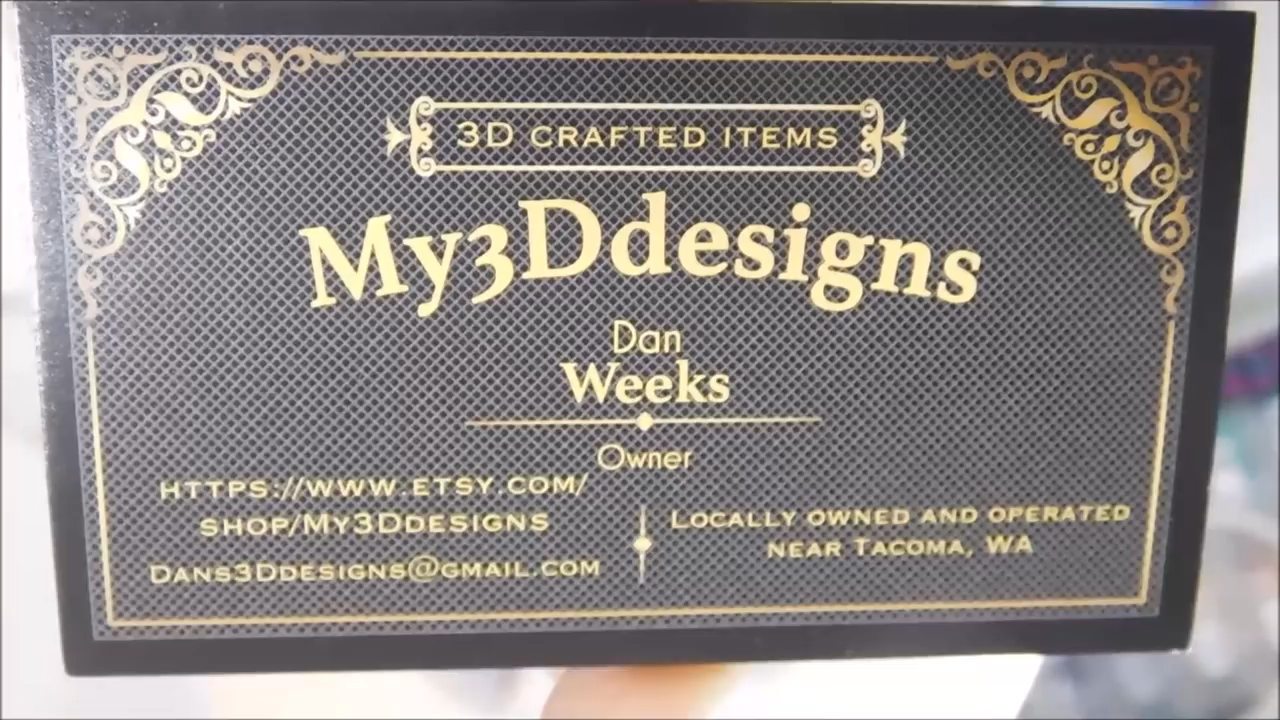 3D CRAFTED ITEMS
My3Ddesigns
Dan
Weeks
Owner
HTTPS://WWW.ETSY.COM/
SHOP/MY3DDESIGNS
DANS3DDESIGNS@GMAIL.COM
LOCALLY OWNED AND OPERATED
NEAR TACOMA, WA